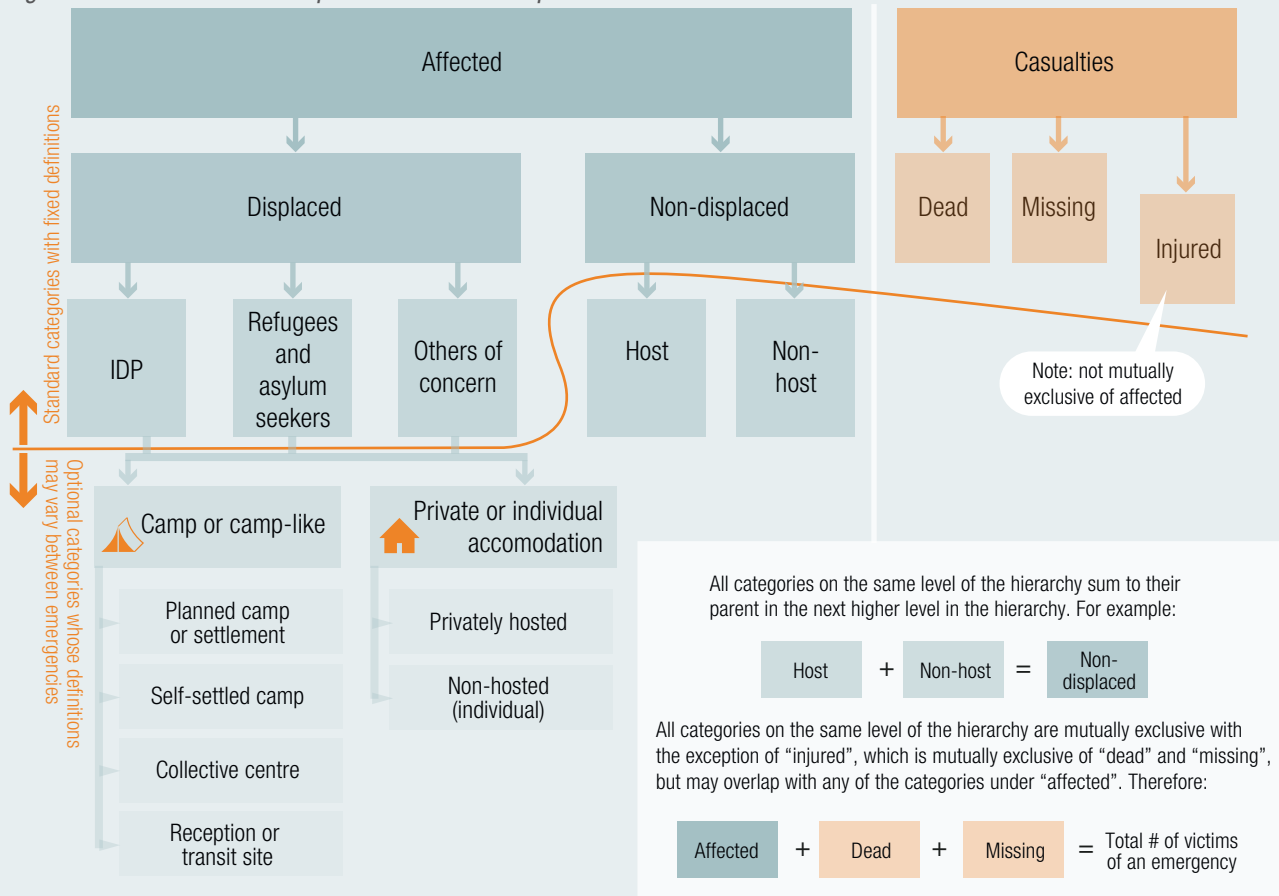 Affected
Casualties
Displaced
Non-displaced
Dead
Missing
Injured
IDP
Refugees
and
asylum
seekers
Others of
concern
Host
Non-
host
Note: not mutually
exclusive of affected
Staupard categories with fixed definitions
Optional categories whose definitions
may vary between emergencies
Camp or camp-like
Planned camp
or settlement
Self-settled camp
Collective centre
Reception or
transit site
Private or individual
accomodation
Privately hosted
Non-hosted
(individual)
All categories on the same level of the hierarchy sum to their
parent in the next higher level in the hierarchy. For example:
Host + Non-host = Non-
displaced
All categories on the same level of the hierarchy are mutually exclusive with
the exception of “injured”, which is mutually exclusive of “dead” and “missing”,
but may overlap with any of the categories under “affected”. Therefore:
Affected + Dead + Missing = Total # of victims
of an emergency